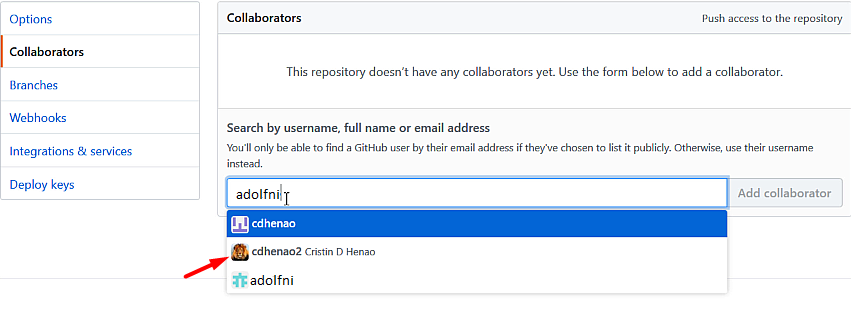 Options
Collaborators
Branches
Webhooks
Integrations & services
Deploy keys
Collaborators
Push access to the repository
This repository doesn't have any collaborators yet. Use the form below to add a collaborator.
Search by username, full name or email address
You'll only be able to find a GitHub user by their email address if they've chosen to list it publicly. Otherwise, use their username
instead.
adolfni
Add collaborator
cdhenao
cdhenao2 Cristin D Henao
adolfni